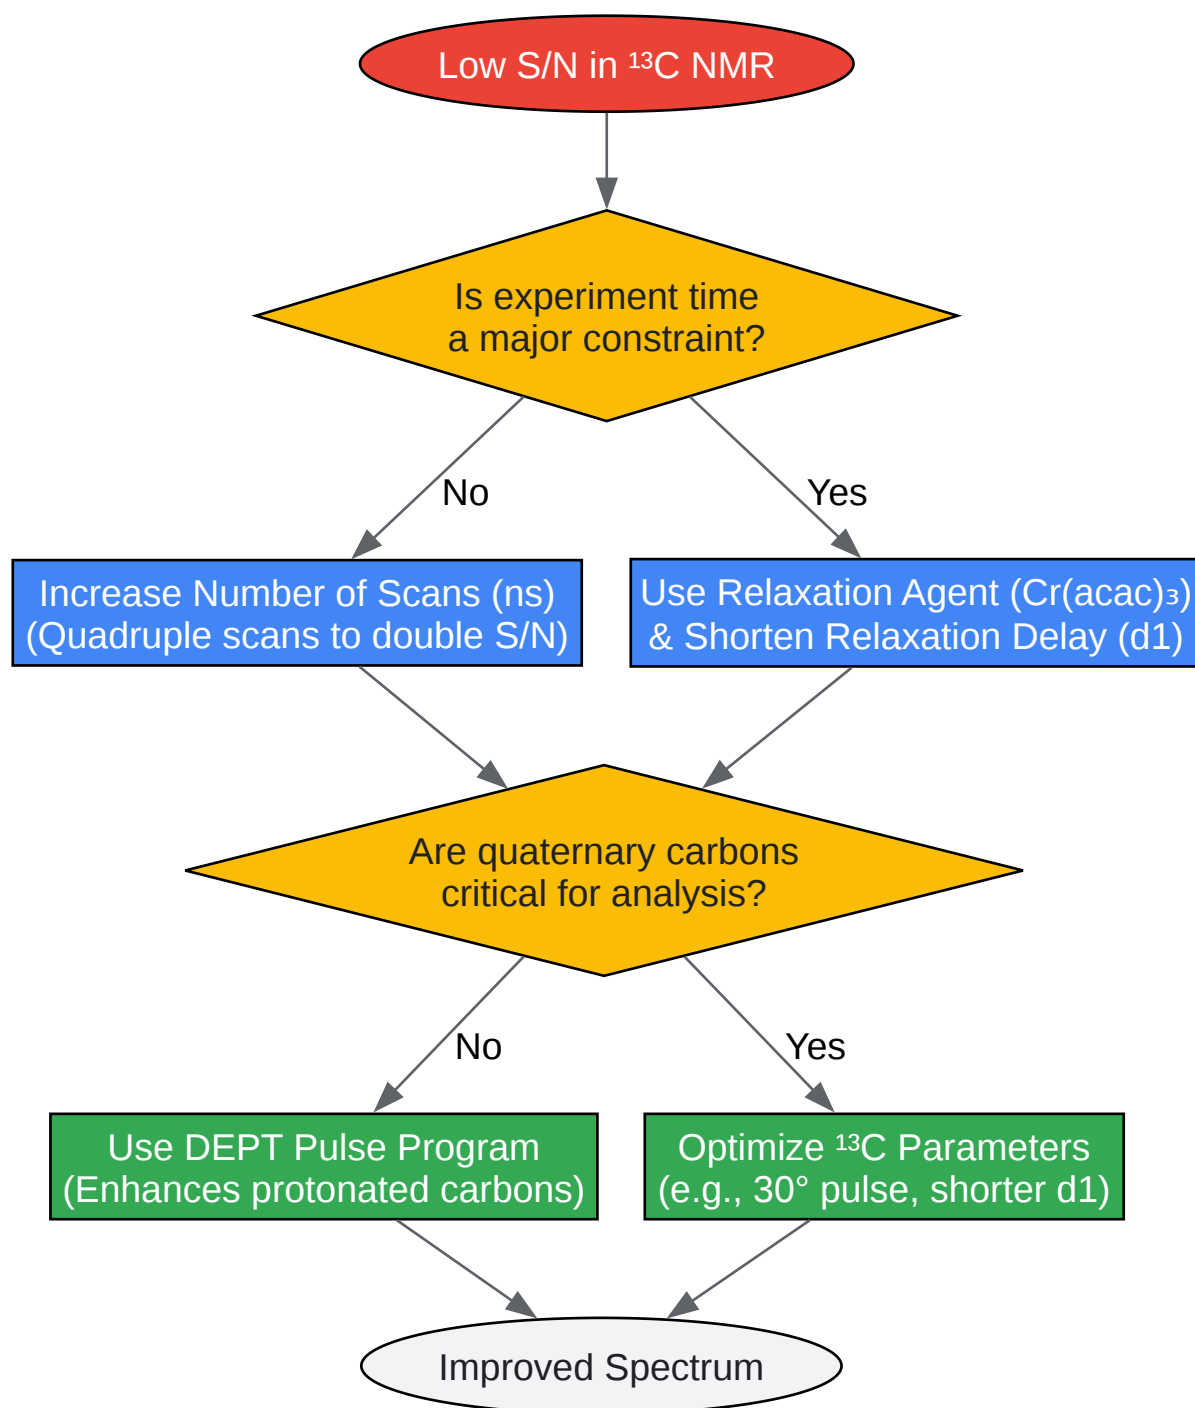 Low S/N in ¹³C NMR
Is experiment time
a major constraint?
No
Yes
Increase Number of Scans (ns)
(Quadruple scans to double S/N)
Use Relaxation Agent (Cr(acac)₃)
& Shorten Relaxation Delay (d1)
Are quaternary carbons
critical for analysis?
No
Yes
Use DEPT Pulse Program
(Enhances protonated carbons)
Optimize ¹³C Parameters
(e.g., 30° pulse, shorter d1)
Improved Spectrum